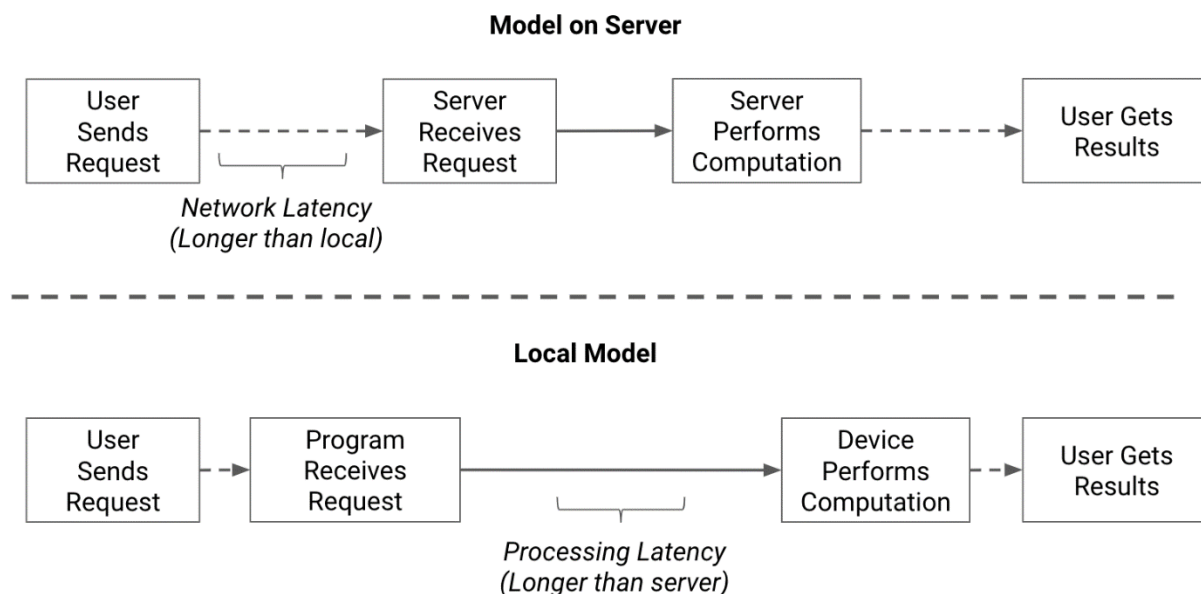 Model on Server
User
Sends
Request
Server
Receives
Request
Server
Performs
Computation
User Gets
Results
Network Latency
(Longer than local)
Local Model
User
Sends
Request
Program
Receives
Request
Device
Performs
Computation
User Gets
Results
Processing Latency
(Longer than server)